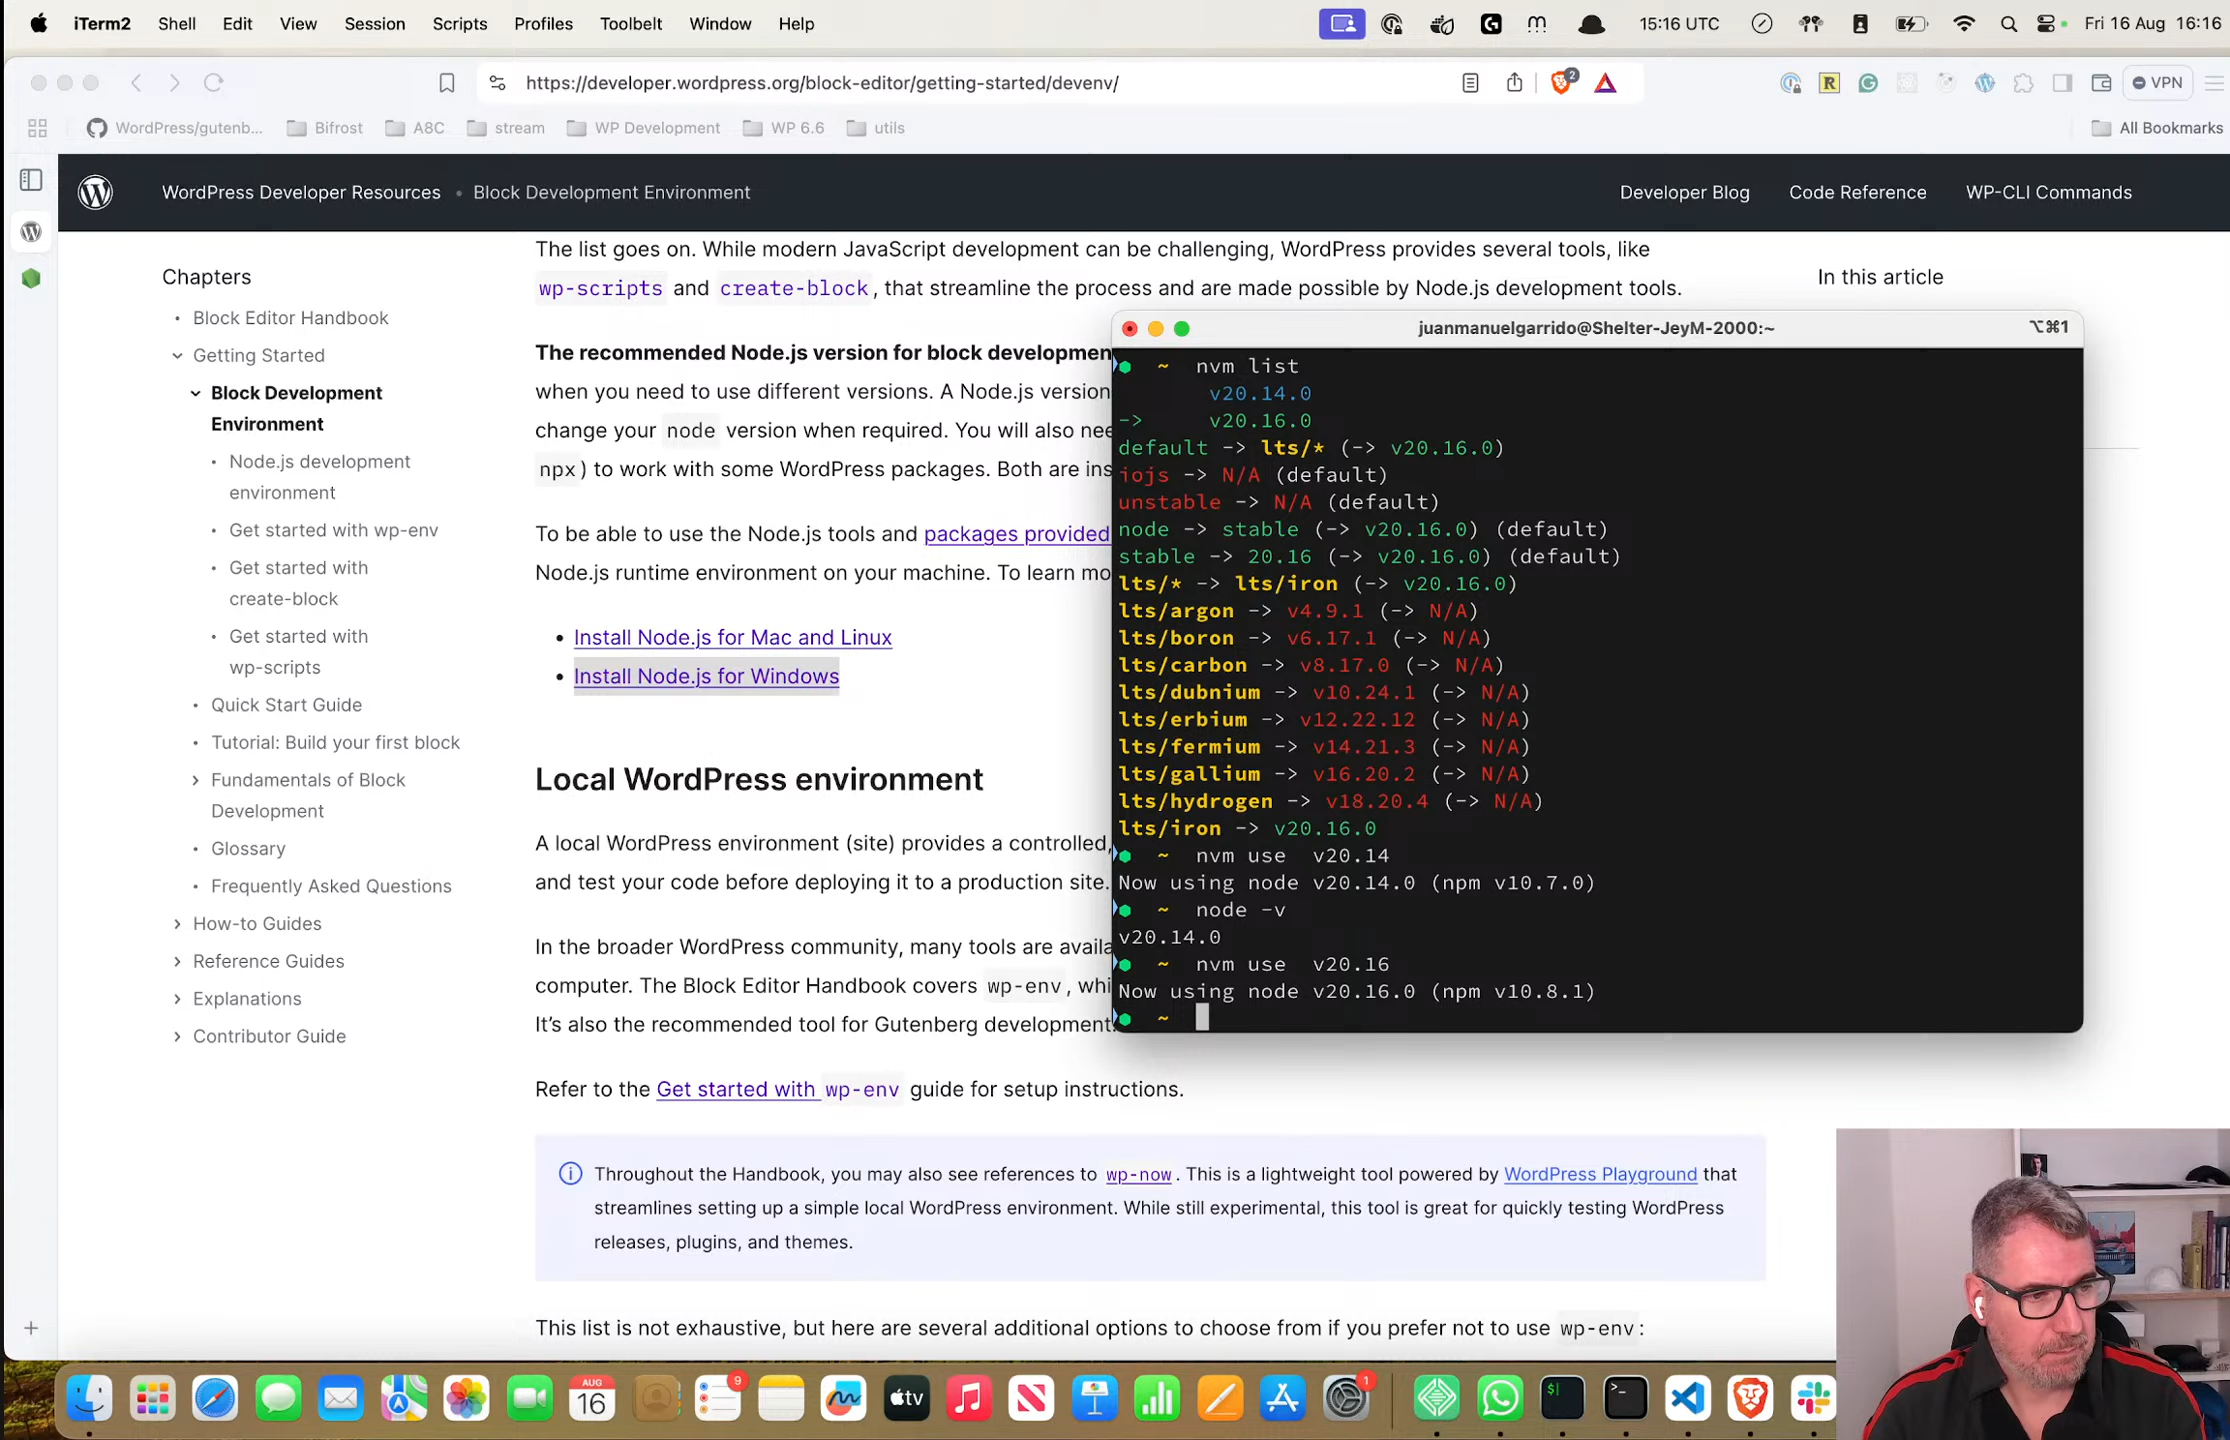 iTerm2 Shell Edit View Session Scripts Profiles Toolbelt Window Help 15:16 UTC Fri 16 Aug 16:16
https://developer.wordpress.org/block-editor/getting-started/devenv/ 2 VPN
WordPress/gutenb... Bifrost A8C stream WP Development WP 6.6 utils All Bookmarks
WordPress Developer Resources • Block Development Environment Developer Blog Code Reference WP-CLI Commands
Chapters
• Block Editor Handbook
Getting Started
Block Development
Environment
• Node.js development
environment
• Get started with wp-env
• Get started with
create-block
• Get started with
wp-scripts
• Quick Start Guide
• Tutorial: Build your first block
Fundamentals of Block
Development
• Glossary
• Frequently Asked Questions
How-to Guides
Reference Guides
Explanations
Contributor Guide
The list goes on. While modern JavaScript development can be challenging, WordPress provides several tools, like
wp-scripts and create-block, that streamline the process and are made possible by Node.js development tools.
The recommended Node.js version for block developmen
when you need to use different versions. A Node.js version
change your node version when required. You will also nee
npx) to work with some WordPress packages. Both are ins
To be able to use the Node.js tools and packages provided
Node.js runtime environment on your machine. To learn mo
• Install Node.js for Mac and Linux
• Install Node.js for Windows
Local WordPress environment
A local WordPress environment (site) provides a controlled,
and test your code before deploying it to a production site.
In the broader WordPress community, many tools are availa
computer. The Block Editor Handbook covers wp-env, whi
It's also the recommended tool for Gutenberg development.
Refer to the Get started with wp-env guide for setup instructions.
Throughout the Handbook, you may also see references to wp-now. This is a lightweight tool powered by WordPress Playground that
streamlines setting up a simple local WordPress environment. While still experimental, this tool is great for quickly testing WordPress
releases, plugins, and themes.
This list is not exhaustive, but here are several additional options to choose from if you prefer not to use wp-env:
In this article
juanmanuelgarrido@Shelter-JeyM-2000:~ ⌥⌘1
~ nvm list
v20.14.0
-> v20.16.0
default -> lts/* (-> v20.16.0)
iojs -> N/A (default)
unstable -> N/A (default)
node -> stable (-> v20.16.0) (default)
stable -> 20.16 (-> v20.16.0) (default)
lts/* -> lts/iron (-> v20.16.0)
lts/argon -> v4.9.1 (-> N/A)
lts/boron -> v6.17.1 (-> N/A)
lts/carbon -> v8.17.0 (-> N/A)
lts/dubnium -> v10.24.1 (-> N/A)
lts/erbium -> v12.22.12 (-> N/A)
lts/fermium -> v14.21.3 (-> N/A)
lts/gallium -> v16.20.2 (-> N/A)
lts/hydrogen -> v18.20.4 (-> N/A)
lts/iron -> v20.16.0
~ nvm use v20.14
Now using node v20.14.0 (npm v10.7.0)
~ node -v
v20.14.0
~ nvm use v20.16
Now using node v20.16.0 (npm v10.8.1)
~
AUG 16 9 tv 1